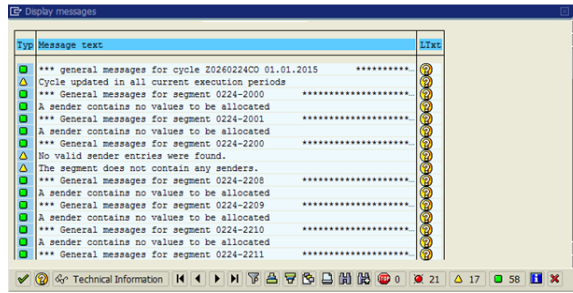 Display messages
Typ Message text LTxt
*** general messages for cycle Z0260224CO 01.01.2015 **********…
Cycle updated in all current execution periods
*** General messages for segment 0224-2000 ********************…
A sender contains no values to be allocated
*** General messages for segment 0224-2001 ********************…
A sender contains no values to be allocated
*** General messages for segment 0224-2200 ********************…
No valid sender entries were found.
The segment does not contain any senders.
*** General messages for segment 0224-2208 ********************…
A sender contains no values to be allocated
*** General messages for segment 0224-2209 ********************…
A sender contains no values to be allocated
*** General messages for segment 0224-2210 ********************…
A sender contains no values to be allocated
*** General messages for segment 0224-2211 ********************…
Technical Information 0 21 17 58